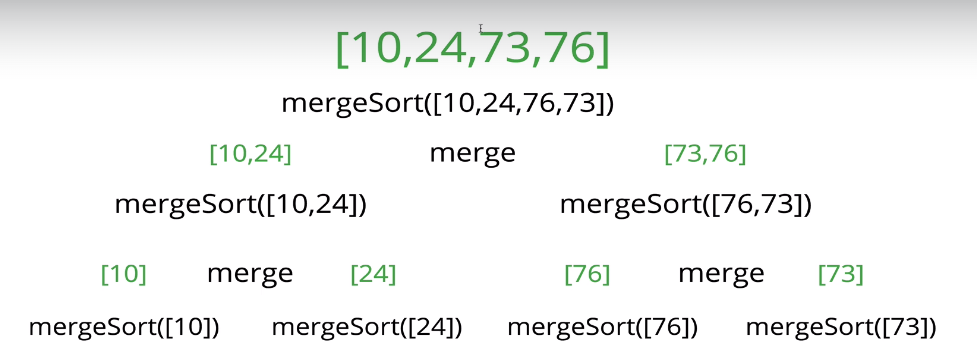 [10,24,73,76]
mergeSort([10,24,76,73])
[10,24] merge [73,76]
mergeSort([10,24]) mergeSort([76,73])
[10] merge [24] [76] merge [73]
mergeSort([10]) mergeSort([24]) mergeSort([76]) mergeSort([73])